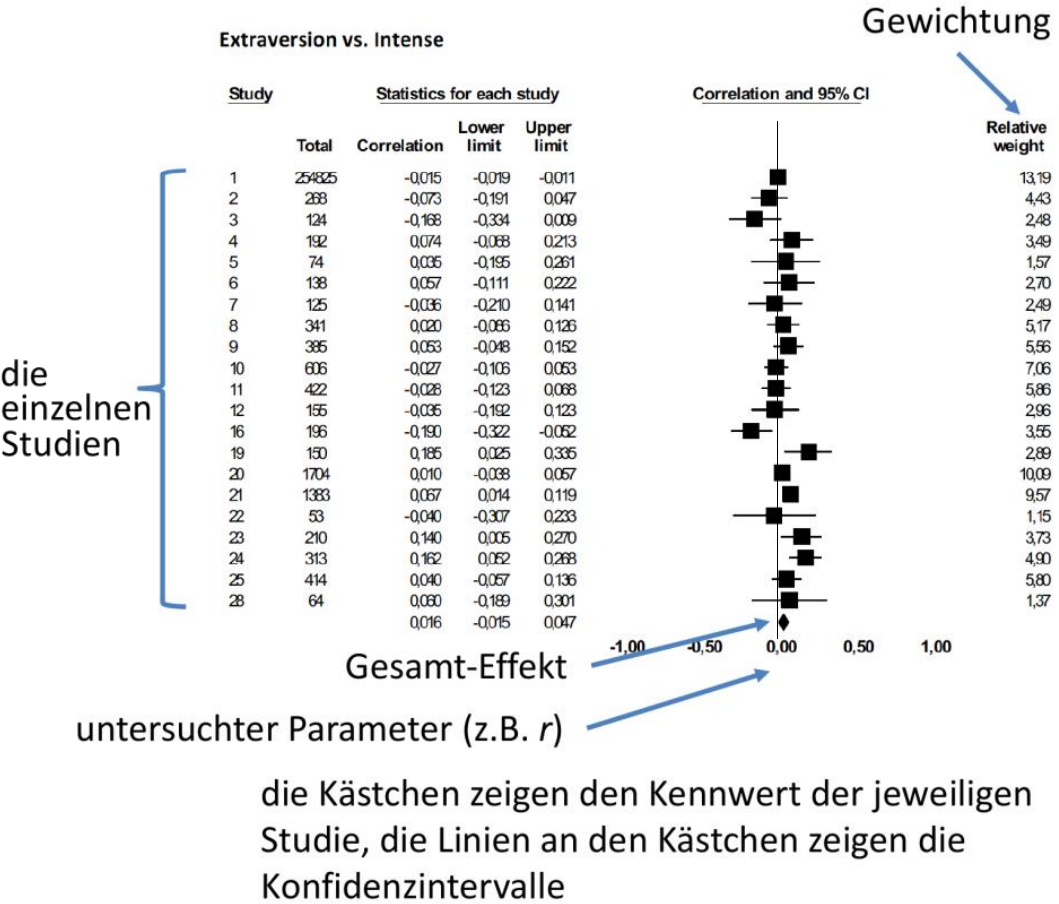 Gewichtung
Extraversion vs. Intense
Study Statistics for each study Correlation and 95% CI
Total Correlation Lower limit Upper limit Relative weight
1 254825 -0,015 -0,019 -0,011 13,19
2 268 -0,073 -0,191 0,047 4,43
3 124 -0,168 -0,334 0,009 2,48
4 192 0,074 -0,068 0,213 3,49
5 74 0,035 -0,195 0,261 1,57
6 138 0,057 -0,111 0,222 2,70
7 125 -0,036 -0,210 0,141 2,49
8 341 0,020 -0,086 0,126 5,17
9 385 0,053 -0,048 0,152 5,56
10 606 -0,027 -0,106 0,053 7,06
11 422 -0,028 -0,123 0,068 5,86
12 155 -0,035 -0,192 0,123 2,96
16 196 -0,190 -0,322 -0,052 3,55
19 150 0,185 0,025 0,335 2,89
20 1704 0,010 -0,038 0,057 10,09
21 1383 0,067 0,014 0,119 9,57
22 53 -0,040 -0,307 0,233 1,15
23 210 0,140 0,005 0,270 3,73
24 313 0,162 0,052 0,268 4,90
25 414 0,040 -0,057 0,136 5,80
28 64 0,060 -0,189 0,301 1,37
0,016 -0,015 0,047
-1,00 -0,50 0,00 0,50 1,00
die
einzelnen
Studien
Gesamt-Effekt
untersuchter Parameter (z.B. r)
die Kästchen zeigen den Kennwert der jeweiligen
Studie, die Linien an den Kästchen zeigen die
Konfidenzintervalle